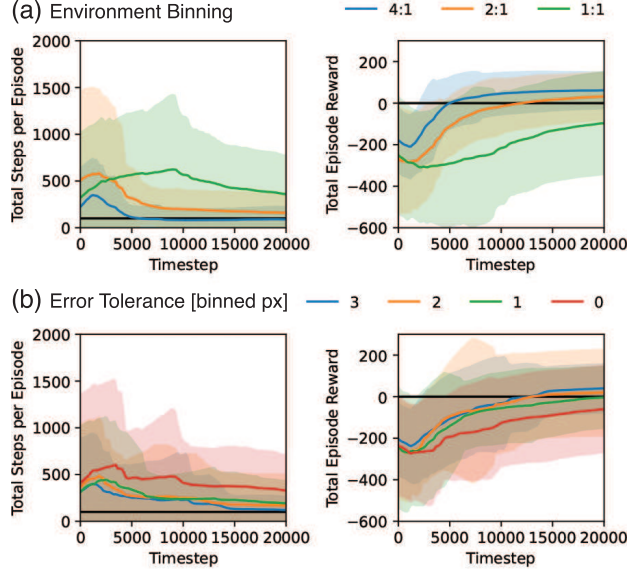 (a) Environment Binning
4:1 2:1 1:1
Total Steps per Episode
2000
1500
1000
500
0
0 5000 10000 15000 20000
Timestep
Total Episode Reward
200
0
−200
−400
−600
0 5000 10000 15000 20000
Timestep
(b) Error Tolerance [binned px]
3 2 1 0
Total Steps per Episode
2000
1500
1000
500
0
0 5000 10000 15000 20000
Timestep
Total Episode Reward
200
0
−200
−400
−600
0 5000 10000 15000 20000
Timestep